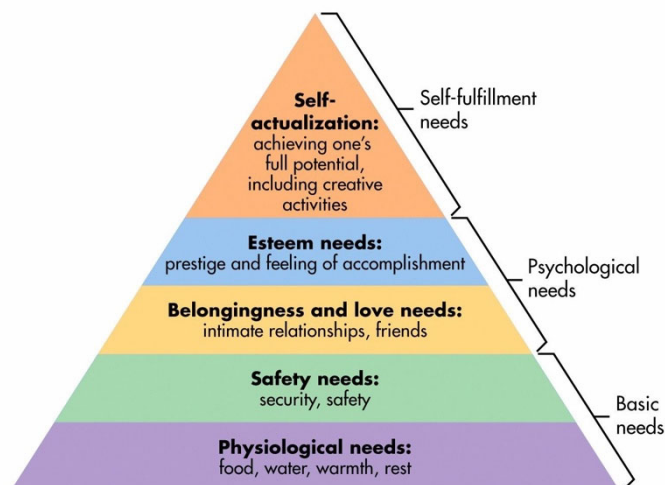 Self-
actualization:
achieving one's
full potential,
including creative
activities
Self-fulfillment
needs
Esteem needs:
prestige and feeling of accomplishment
Psychological
needs
Belongingness and love needs:
intimate relationships, friends
Safety needs:
security, safety
Basic
needs
Physiological needs:
food, water, warmth, rest